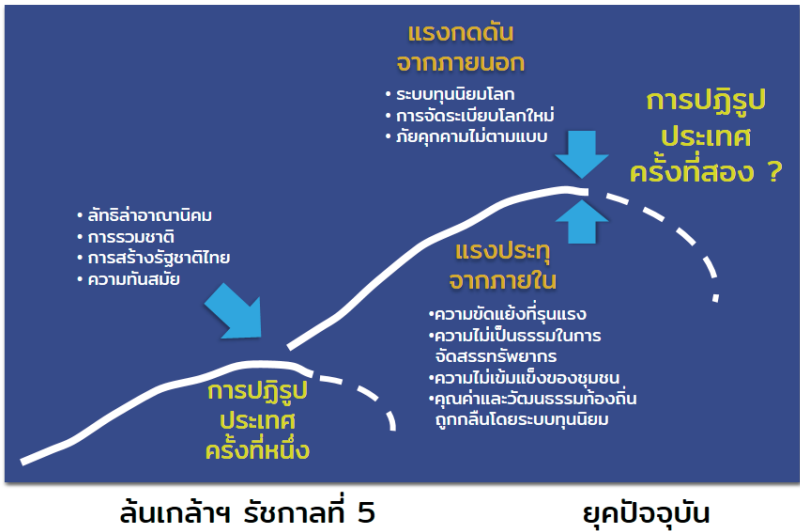 แรงกดดัน
จากภายนอก
• ระบบทุนนิยมโลก
• การจัดระเบียบโลกใหม่
• ภัยคุกคามไม่ตามแบบ
การปฏิรูป
ประเทศ
ครั้งที่สอง ?
• ลัทธิล่าอาณานิคม
• การรวมชาติ
• การสร้างรัฐชาติไทย
• ความทันสมัย
แรงประทุ
จากภายใน
•ความขัดแย้งที่รุนแรง
•ความไม่เป็นธรรมในการ
จัดสรรทรัพยากร
•ความไม่เข้มแข็งของชุมชน
•คุณค่าและวัฒนธรรมท้องถิ่น
ถูกกลืนโดยระบบทุนนิยม
การปฏิรูป
ประเทศ
ครั้งที่หนึ่ง
ล้นเกล้าฯ รัชกาลที่ 5
ยุคปัจจุบัน